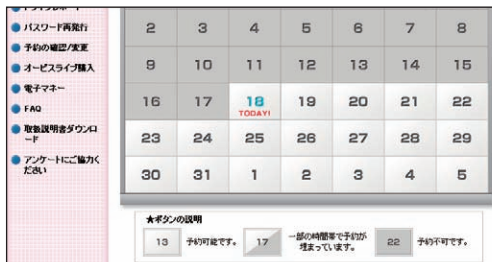 パスワード再発行
予約の確認/変更
オービスライブ購入
電子マネー
FAQ
取扱説明書ダウンロ
ード
アンケートにご協力く
ださい
2 3 4 5 6 7 8
9 10 11 12 13 14 15
16 17 18 19 20 21 22
TODAY!
23 24 25 26 27 28 29
30 31 1 2 3 4 5
★ボタンの説明
13 予約可能です。 17 一部の時間帯で予約が
埋まっています。 22 予約不可です。